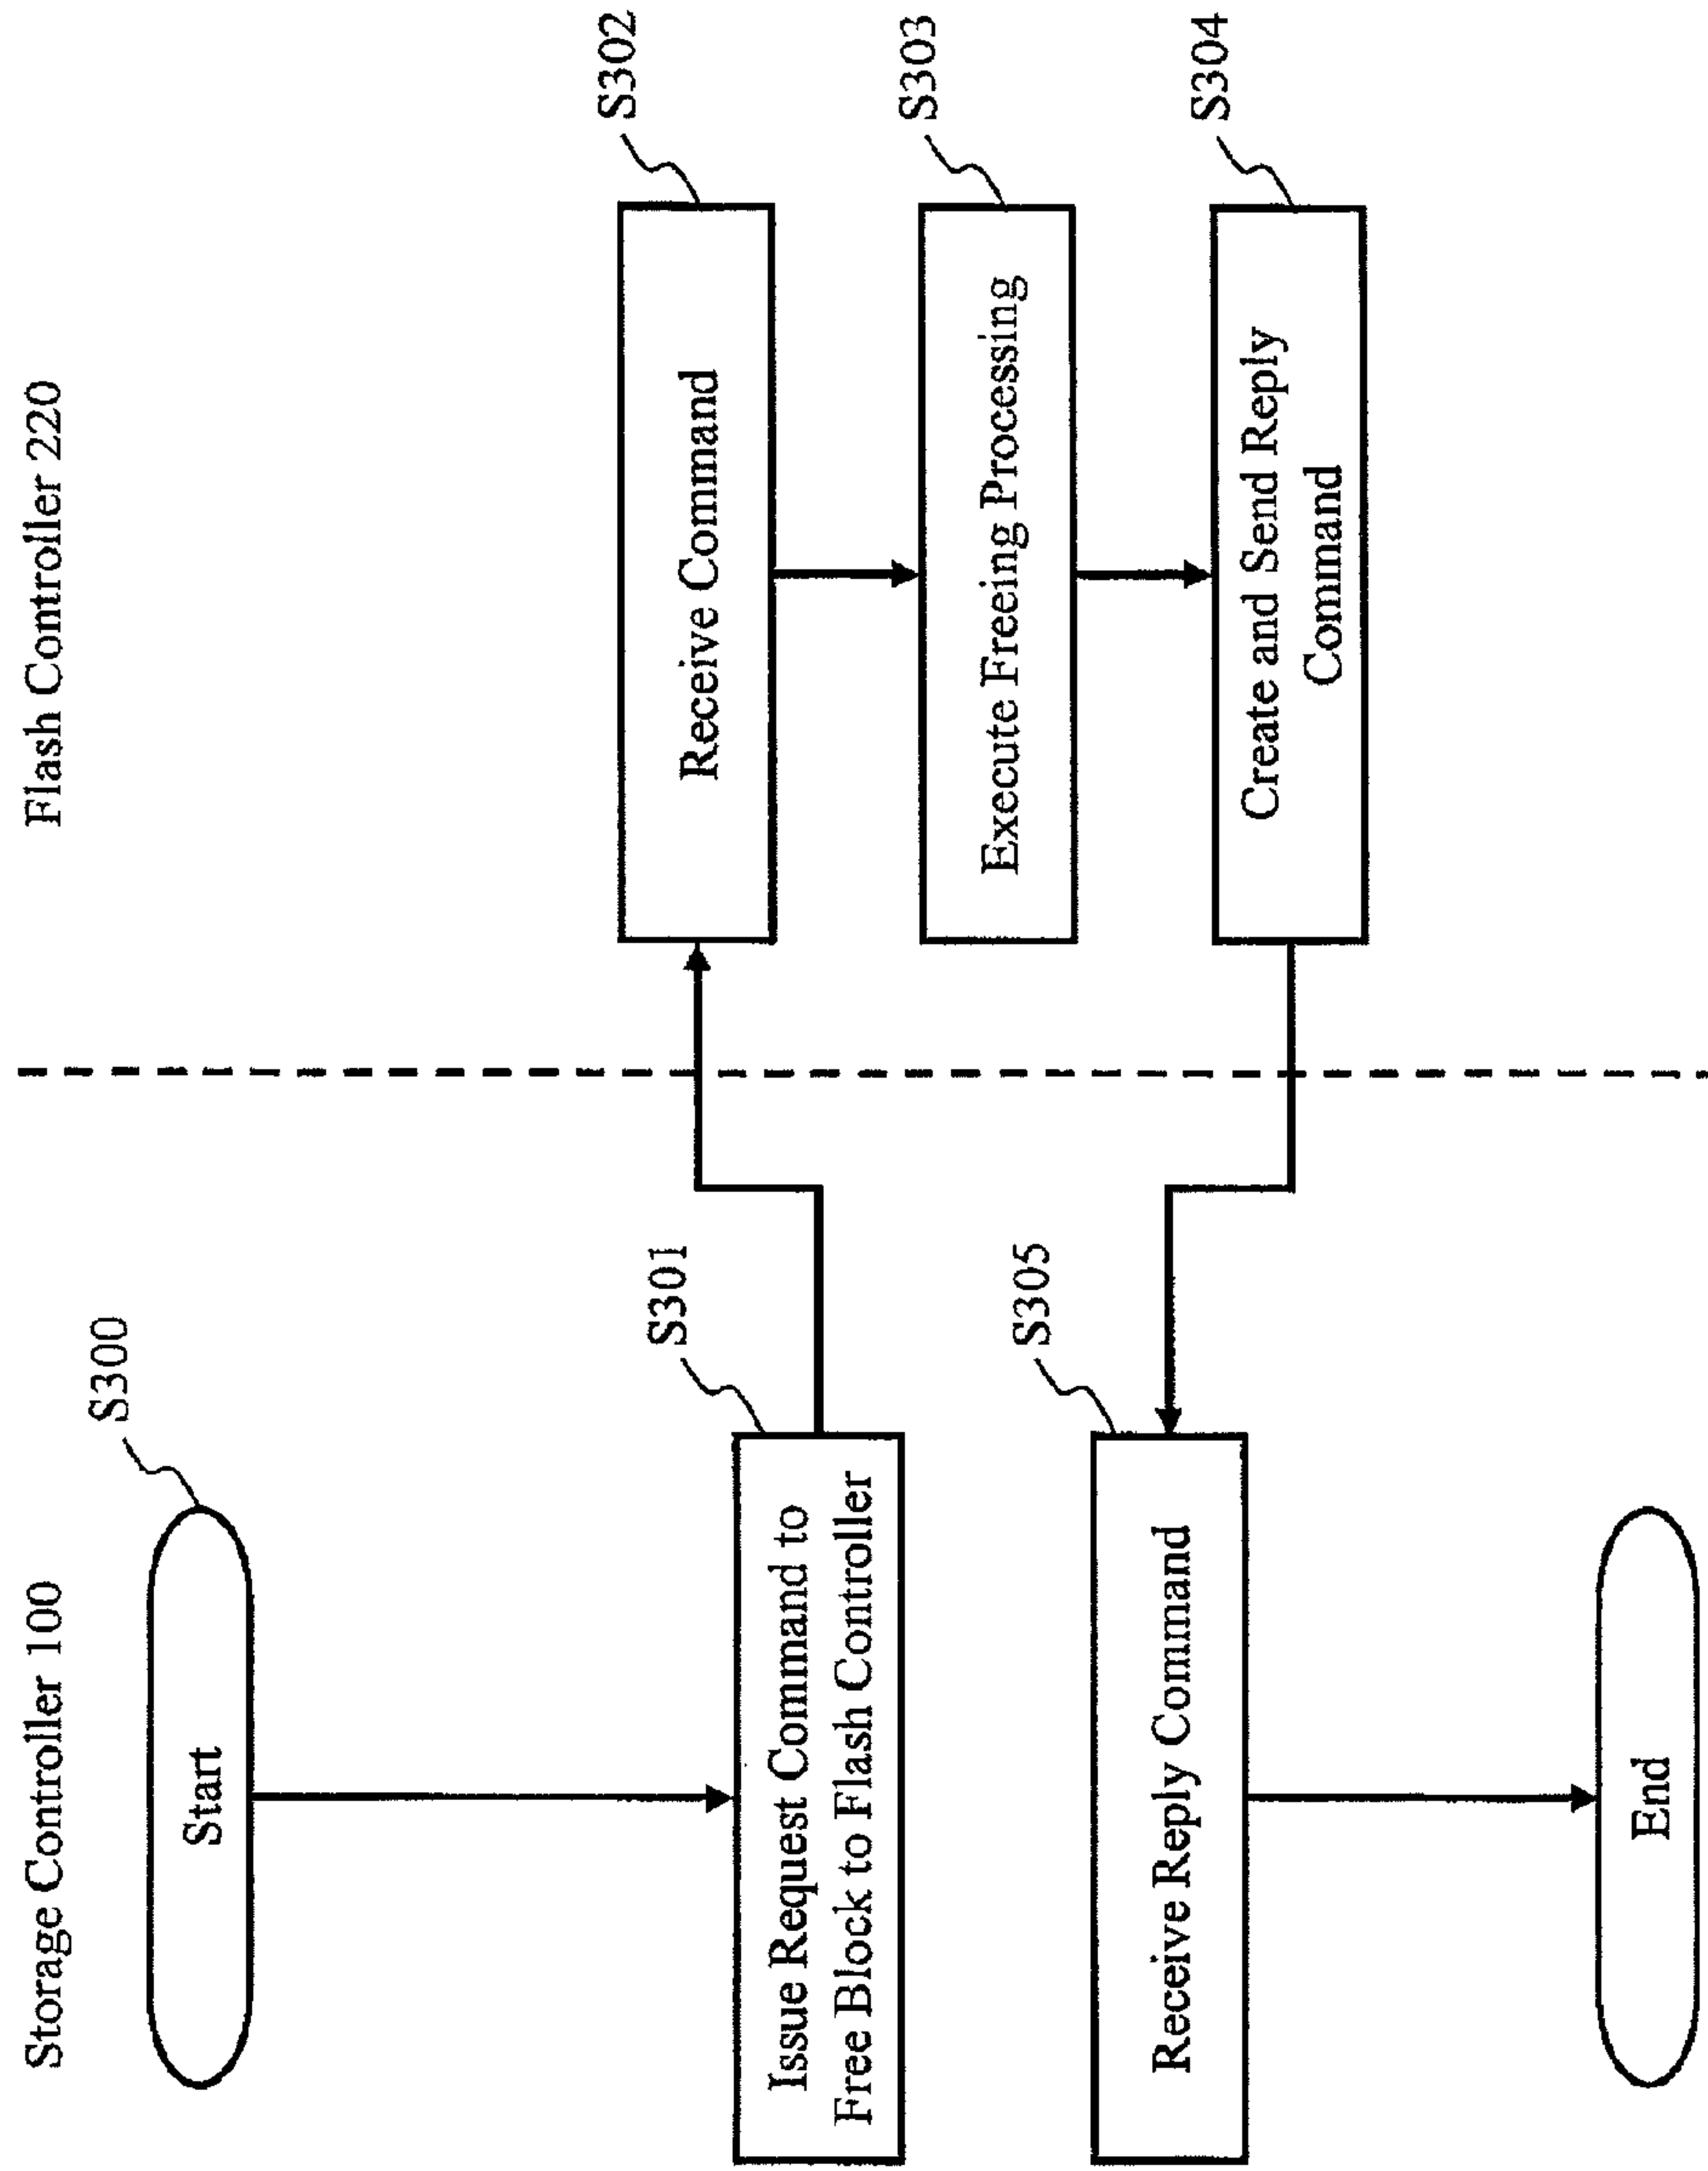 Storage Controller 100
Flash Controller 220
Start
S300
Issue Request Command to
Free Block to Flash Controller
S301
Receive Command
S302
Execute Freeing Processing
S303
Create and Send Reply
Command
S304
Receive Reply Command
S305
End